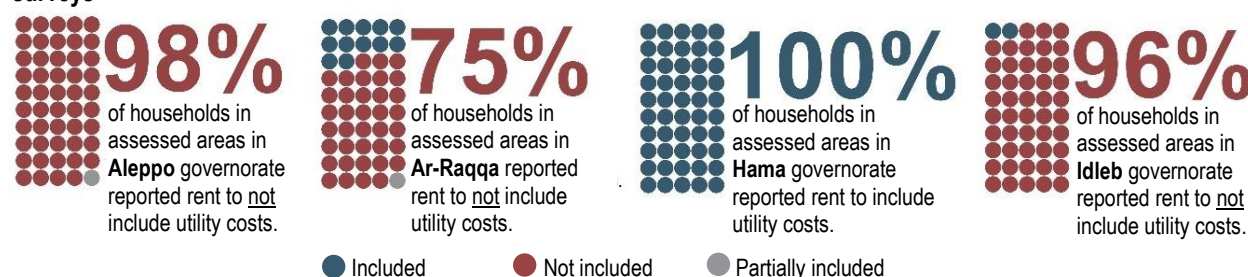 surveys
98%
of households in
assessed areas in
Aleppo governorate
reported rent to not
include utility costs.
75%
of households in
assessed areas in
Ar-Raqqa reported
rent to not include
utility costs.
100%
of households in
assessed areas in
Hama governorate
reported rent to include
utility costs.
96%
of households in
assessed areas in
Idleb governorate
reported rent to not
include utility costs.
Included
Not included
Partially included